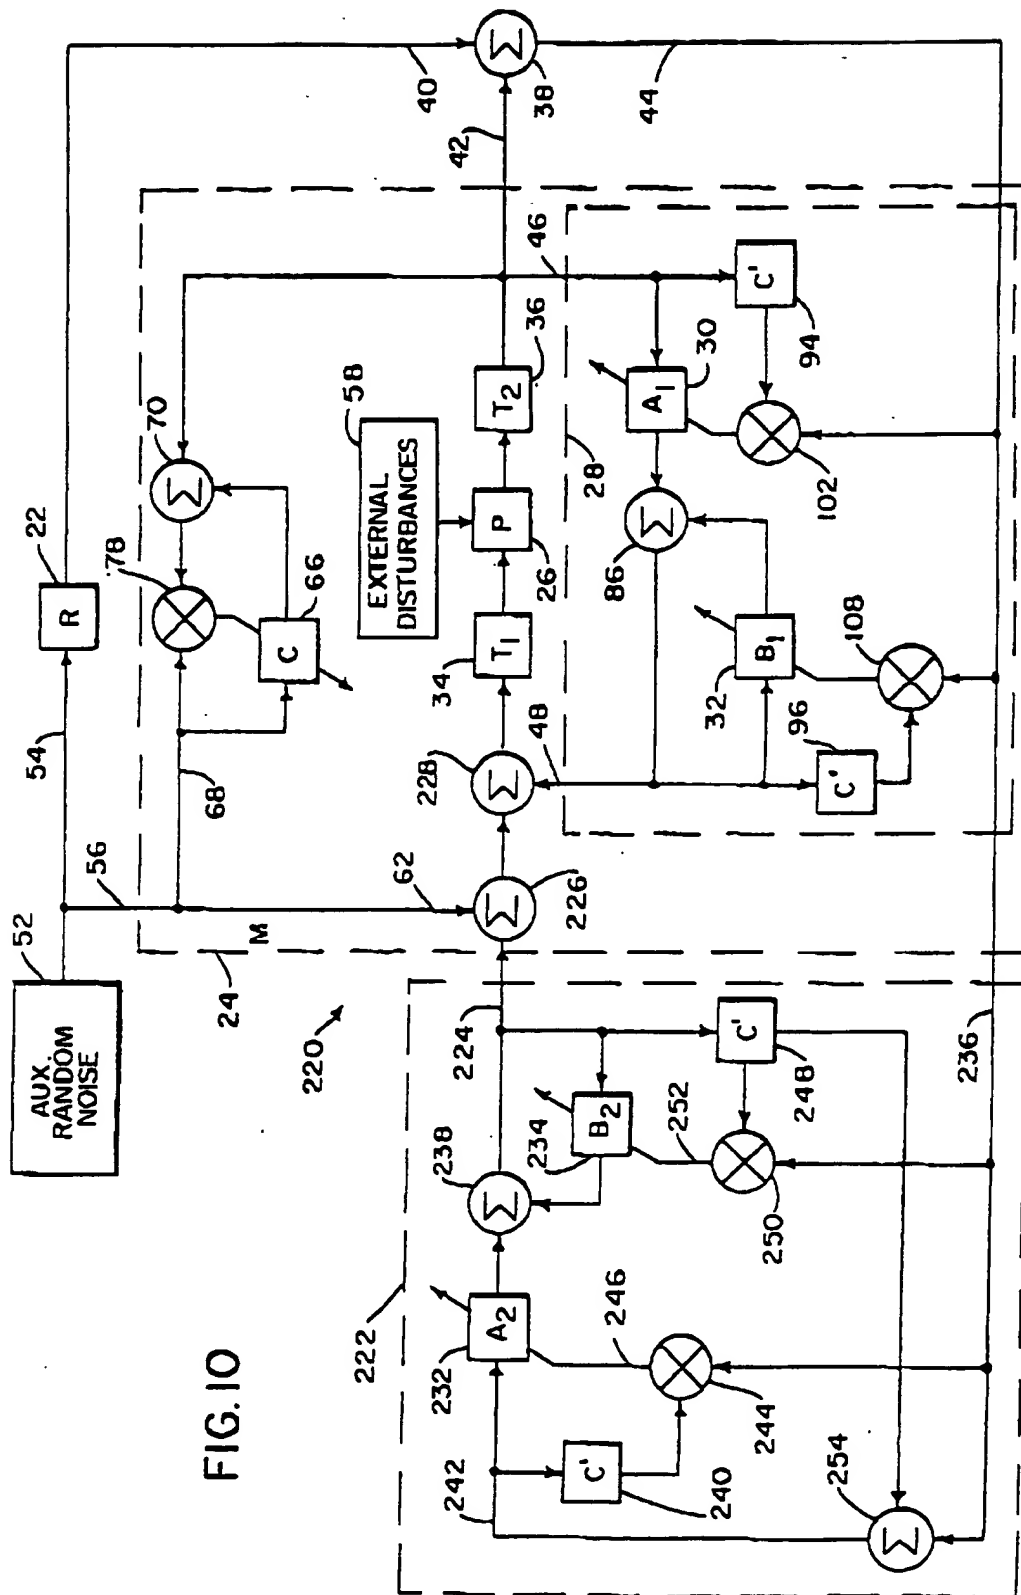 FIG. 10
220
52
AUX.
RANDOM
NOISE
54
22
R
40
Σ
38
44
56
24
M
68
78
70
Σ
C
66
62
Σ
226
Σ
228
34
T1
58
EXTERNAL
DISTURBANCES
P
26
T2
36
42
46
48
28
Σ
86
A1
30
C'
94
102
32
B1
96
C'
108
222
242
232
A2
238
Σ
224
234
B2
C'
240
246
244
252
250
C'
248
254
Σ
236